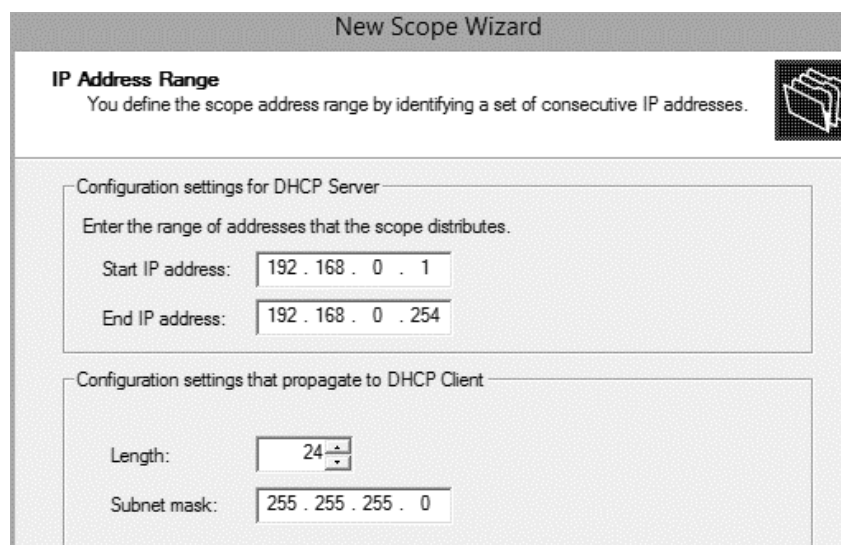 New Scope Wizard
IP Address Range
You define the scope address range by identifying a set of consecutive IP addresses.
Configuration settings for DHCP Server
Enter the range of addresses that the scope distributes.
Start IP address: 192 . 168 . 0 . 1
End IP address: 192 . 168 . 0 . 254
Configuration settings that propagate to DHCP Client
Length: 24
Subnet mask: 255 . 255 . 255 . 0